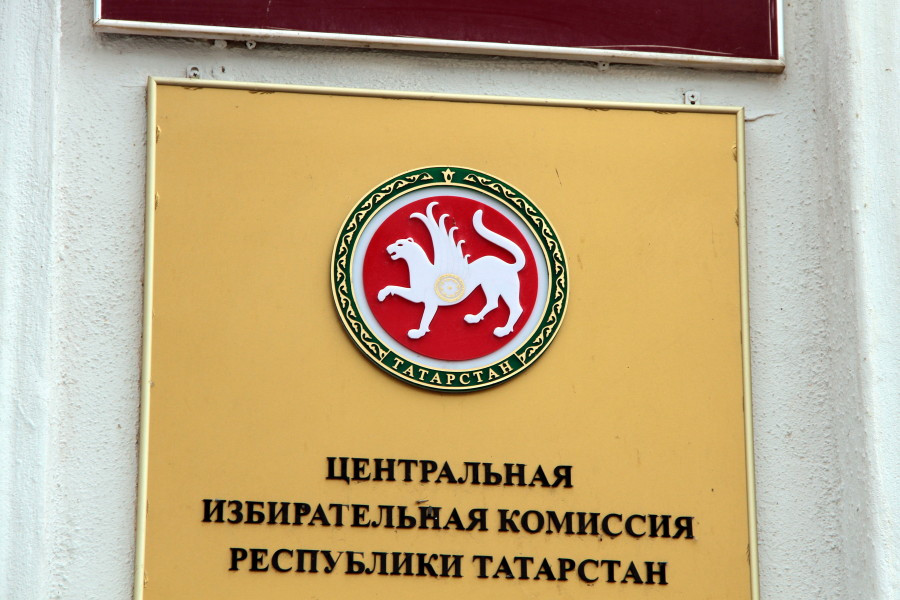 ТАТАРСТАН
ЦЕНТРАЛЬНАЯ
ИЗБИРАТЕЛЬНАЯ КОМИССИЯ
РЕСПУБЛИКИ ТАТАРСТАН